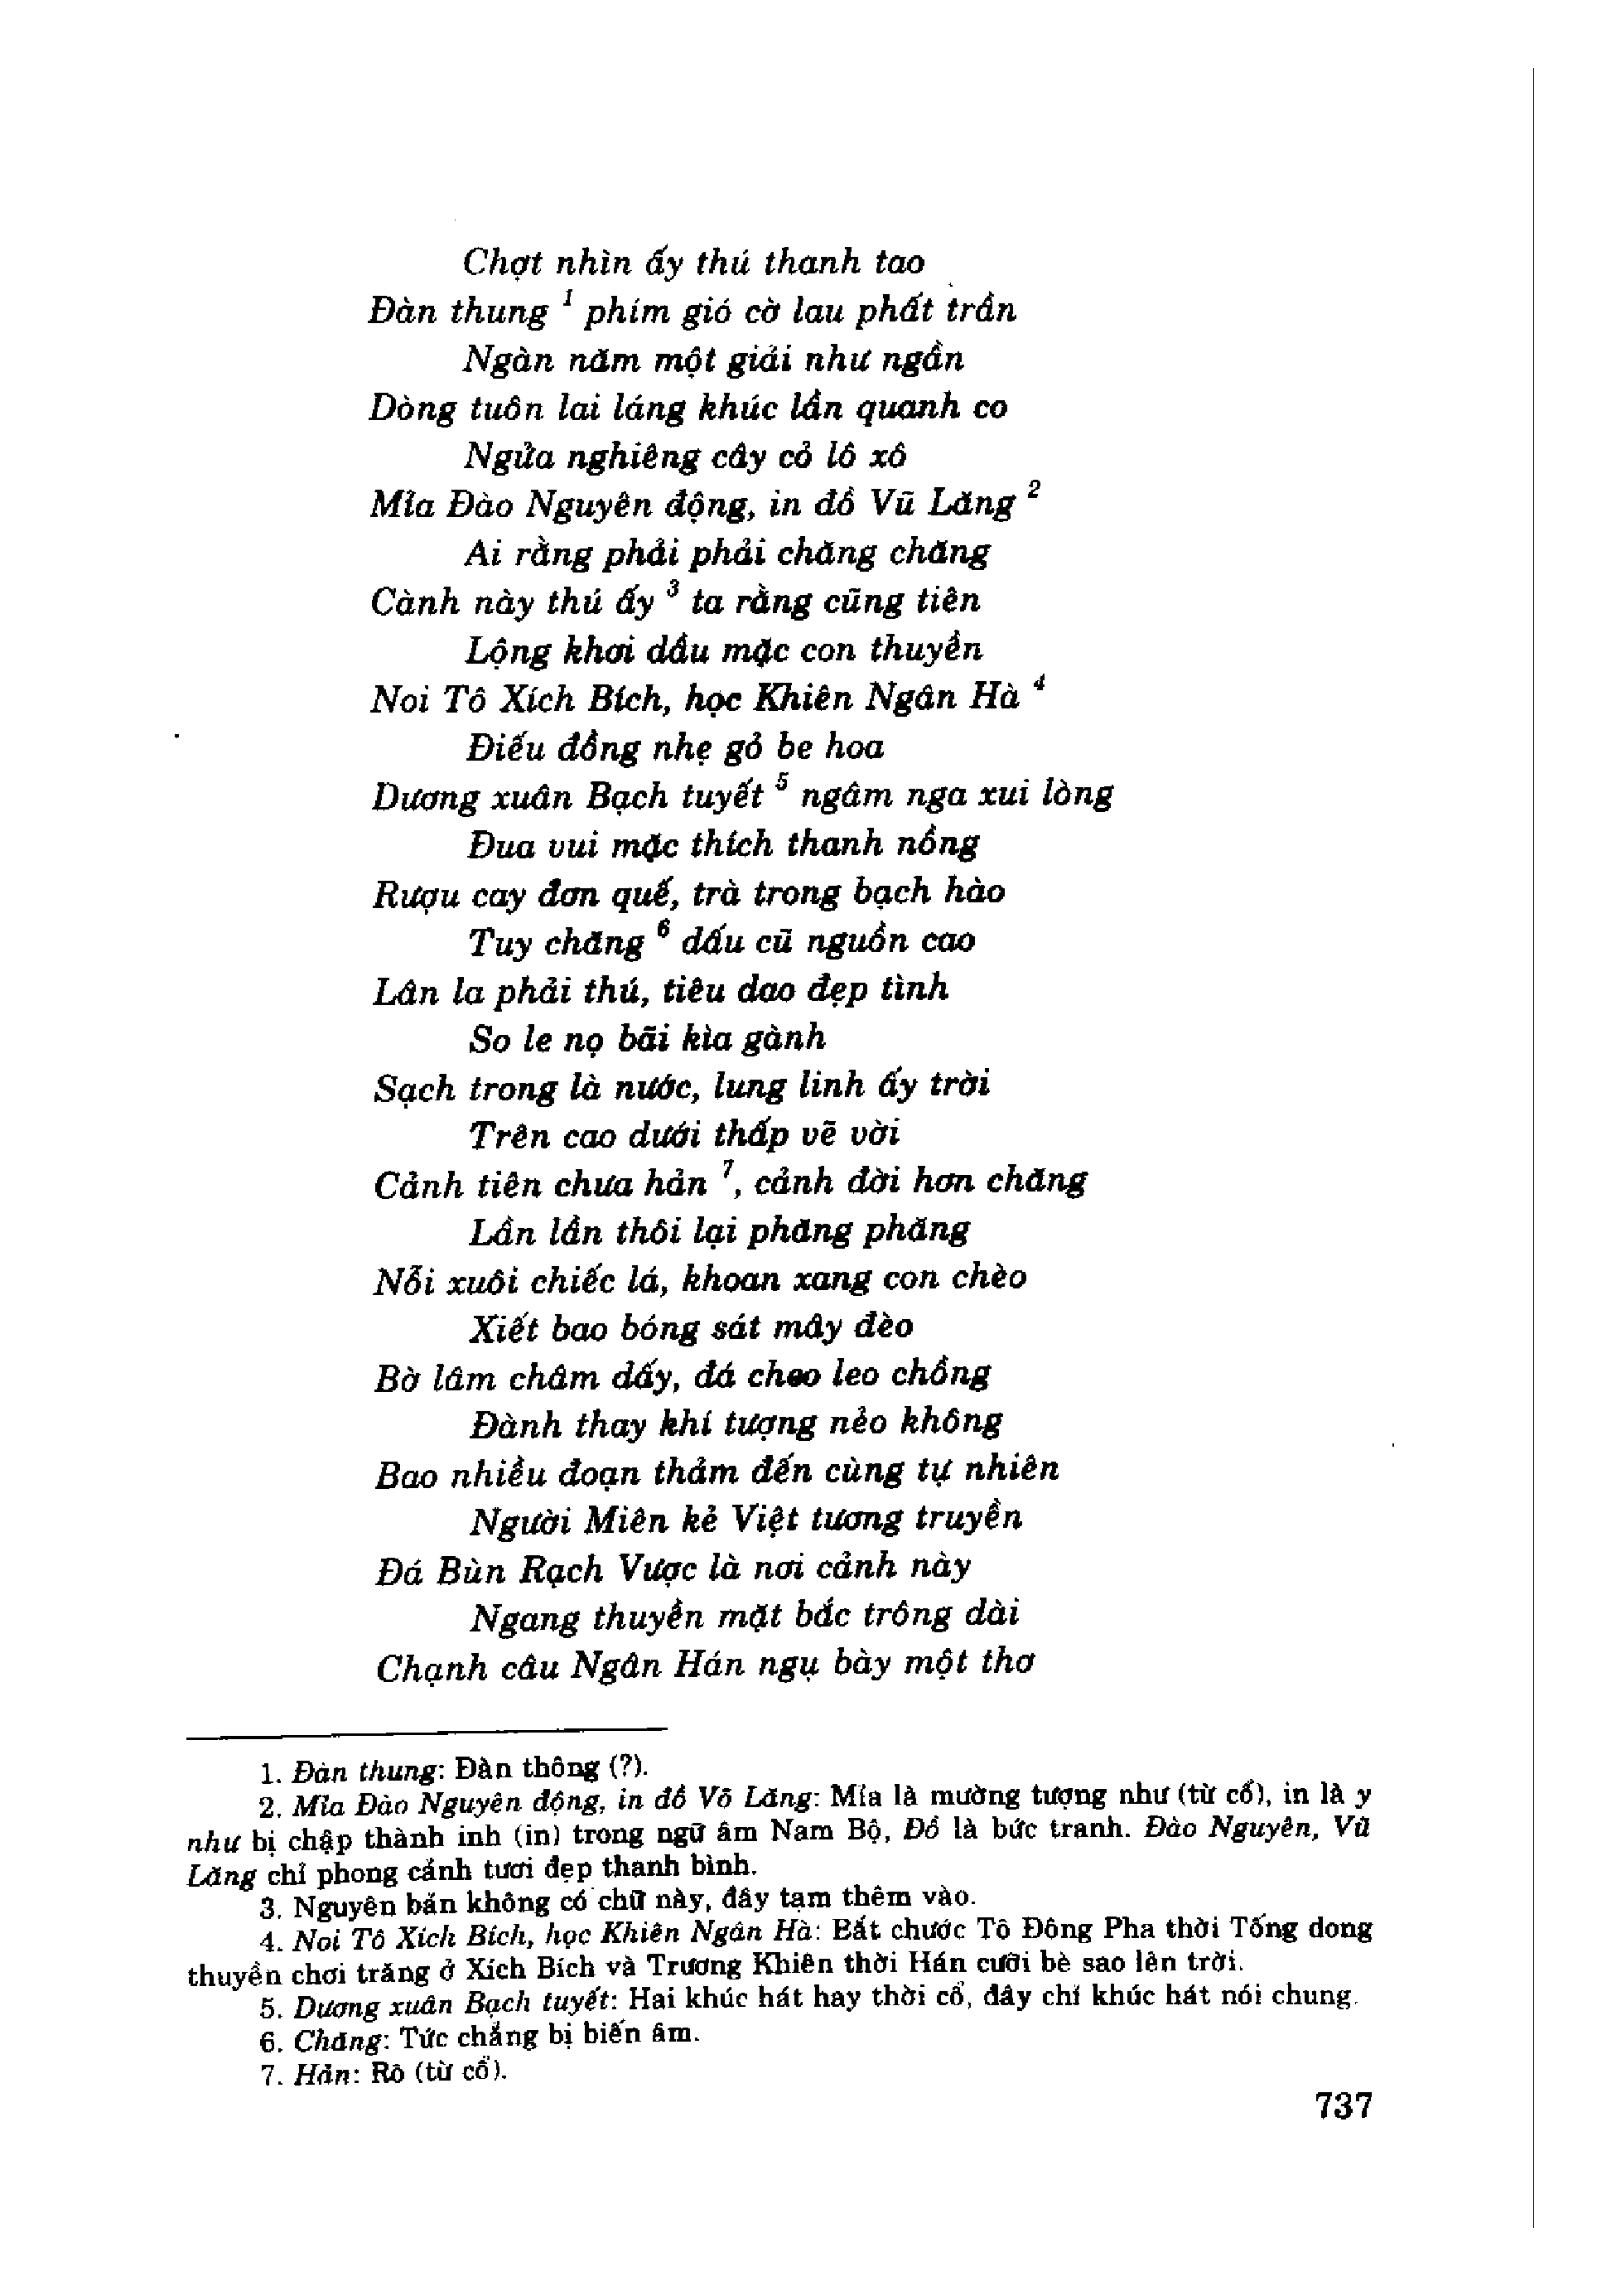 Chợt nhìn ấy thú thanh tao
Đàn thung 1 phím gió cờ lau phất trần
Ngàn năm một giải như ngần
Dòng tuôn lai láng khúc lần quanh co
Ngửa nghiêng cây cỏ lô xô
Mỉa Đào Nguyên động, in đồ Vũ Lăng 2
Ai rằng phải phải chăng chăng
Cành này thú ấy 3 ta rằng cũng tiên
Lộng khơi dầu mặc con thuyền
Noi Tô Xích Bích, học Khiên Ngân Hà 4
Điếu đồng nhẹ gỏ be hoa
Dương xuân Bạch tuyết 5 ngâm nga xui lòng
Đua vui mặc thích thanh nồng
Rượu cay đơn quế, trà trong bạch hào
Tuy chăng 6 dấu cũ nguồn cao
Lân la phải thú, tiêu dao đẹp tình
So le nọ bãi kìa gành
Sạch trong là nước, lung linh ấy trời
Trên cao dưới thấp vẽ vời
Cảnh tiên chưa hản 7, cảnh đời hơn chăng
Lần lần thôi lại phăng phăng
Nỗi xuôi chiếc lá, khoan xang con chèo
Xiết bao bóng sát mây đèo
Bờ lâm châm dấy, đá cheo leo chồng
Đành thay khí tượng nẻo không
Bao nhiều đoạn thảm đến cùng tự nhiên
Người Miên kẻ Việt tương truyền
Đá Bùn Rạch Vược là nơi cảnh này
Ngang thuyền mặt bắc trông dài
Chạnh câu Ngân Hán ngụ bày một thơ
1. Đàn thung: Đàn thông (?).
2. Mỉa Đào Nguyên động, in đồ Võ Lăng: Mỉa là mường tượng như (từ cổ), in là y
như bị chập thành inh (in) trong ngữ âm Nam Bộ, Đồ là bức tranh. Đào Nguyên, Vũ
Lăng chỉ phong cảnh tươi đẹp thanh bình.
3. Nguyên bản không có chữ này, đây tạm thêm vào.
4. Noi Tô Xích Bích, học Khiên Ngân Hà: Bắt chước Tô Đông Pha thời Tống dong
thuyền chơi trăng ở Xích Bích và Trương Khiên thời Hán cưỡi bè sao lên trời.
5. Dương xuân Bạch tuyết: Hai khúc hát hay thời cổ, đây chỉ khúc hát nói chung.
6. Chăng: Tức chẳng bị biến âm.
7. Hản: Rõ (từ cổ).
737